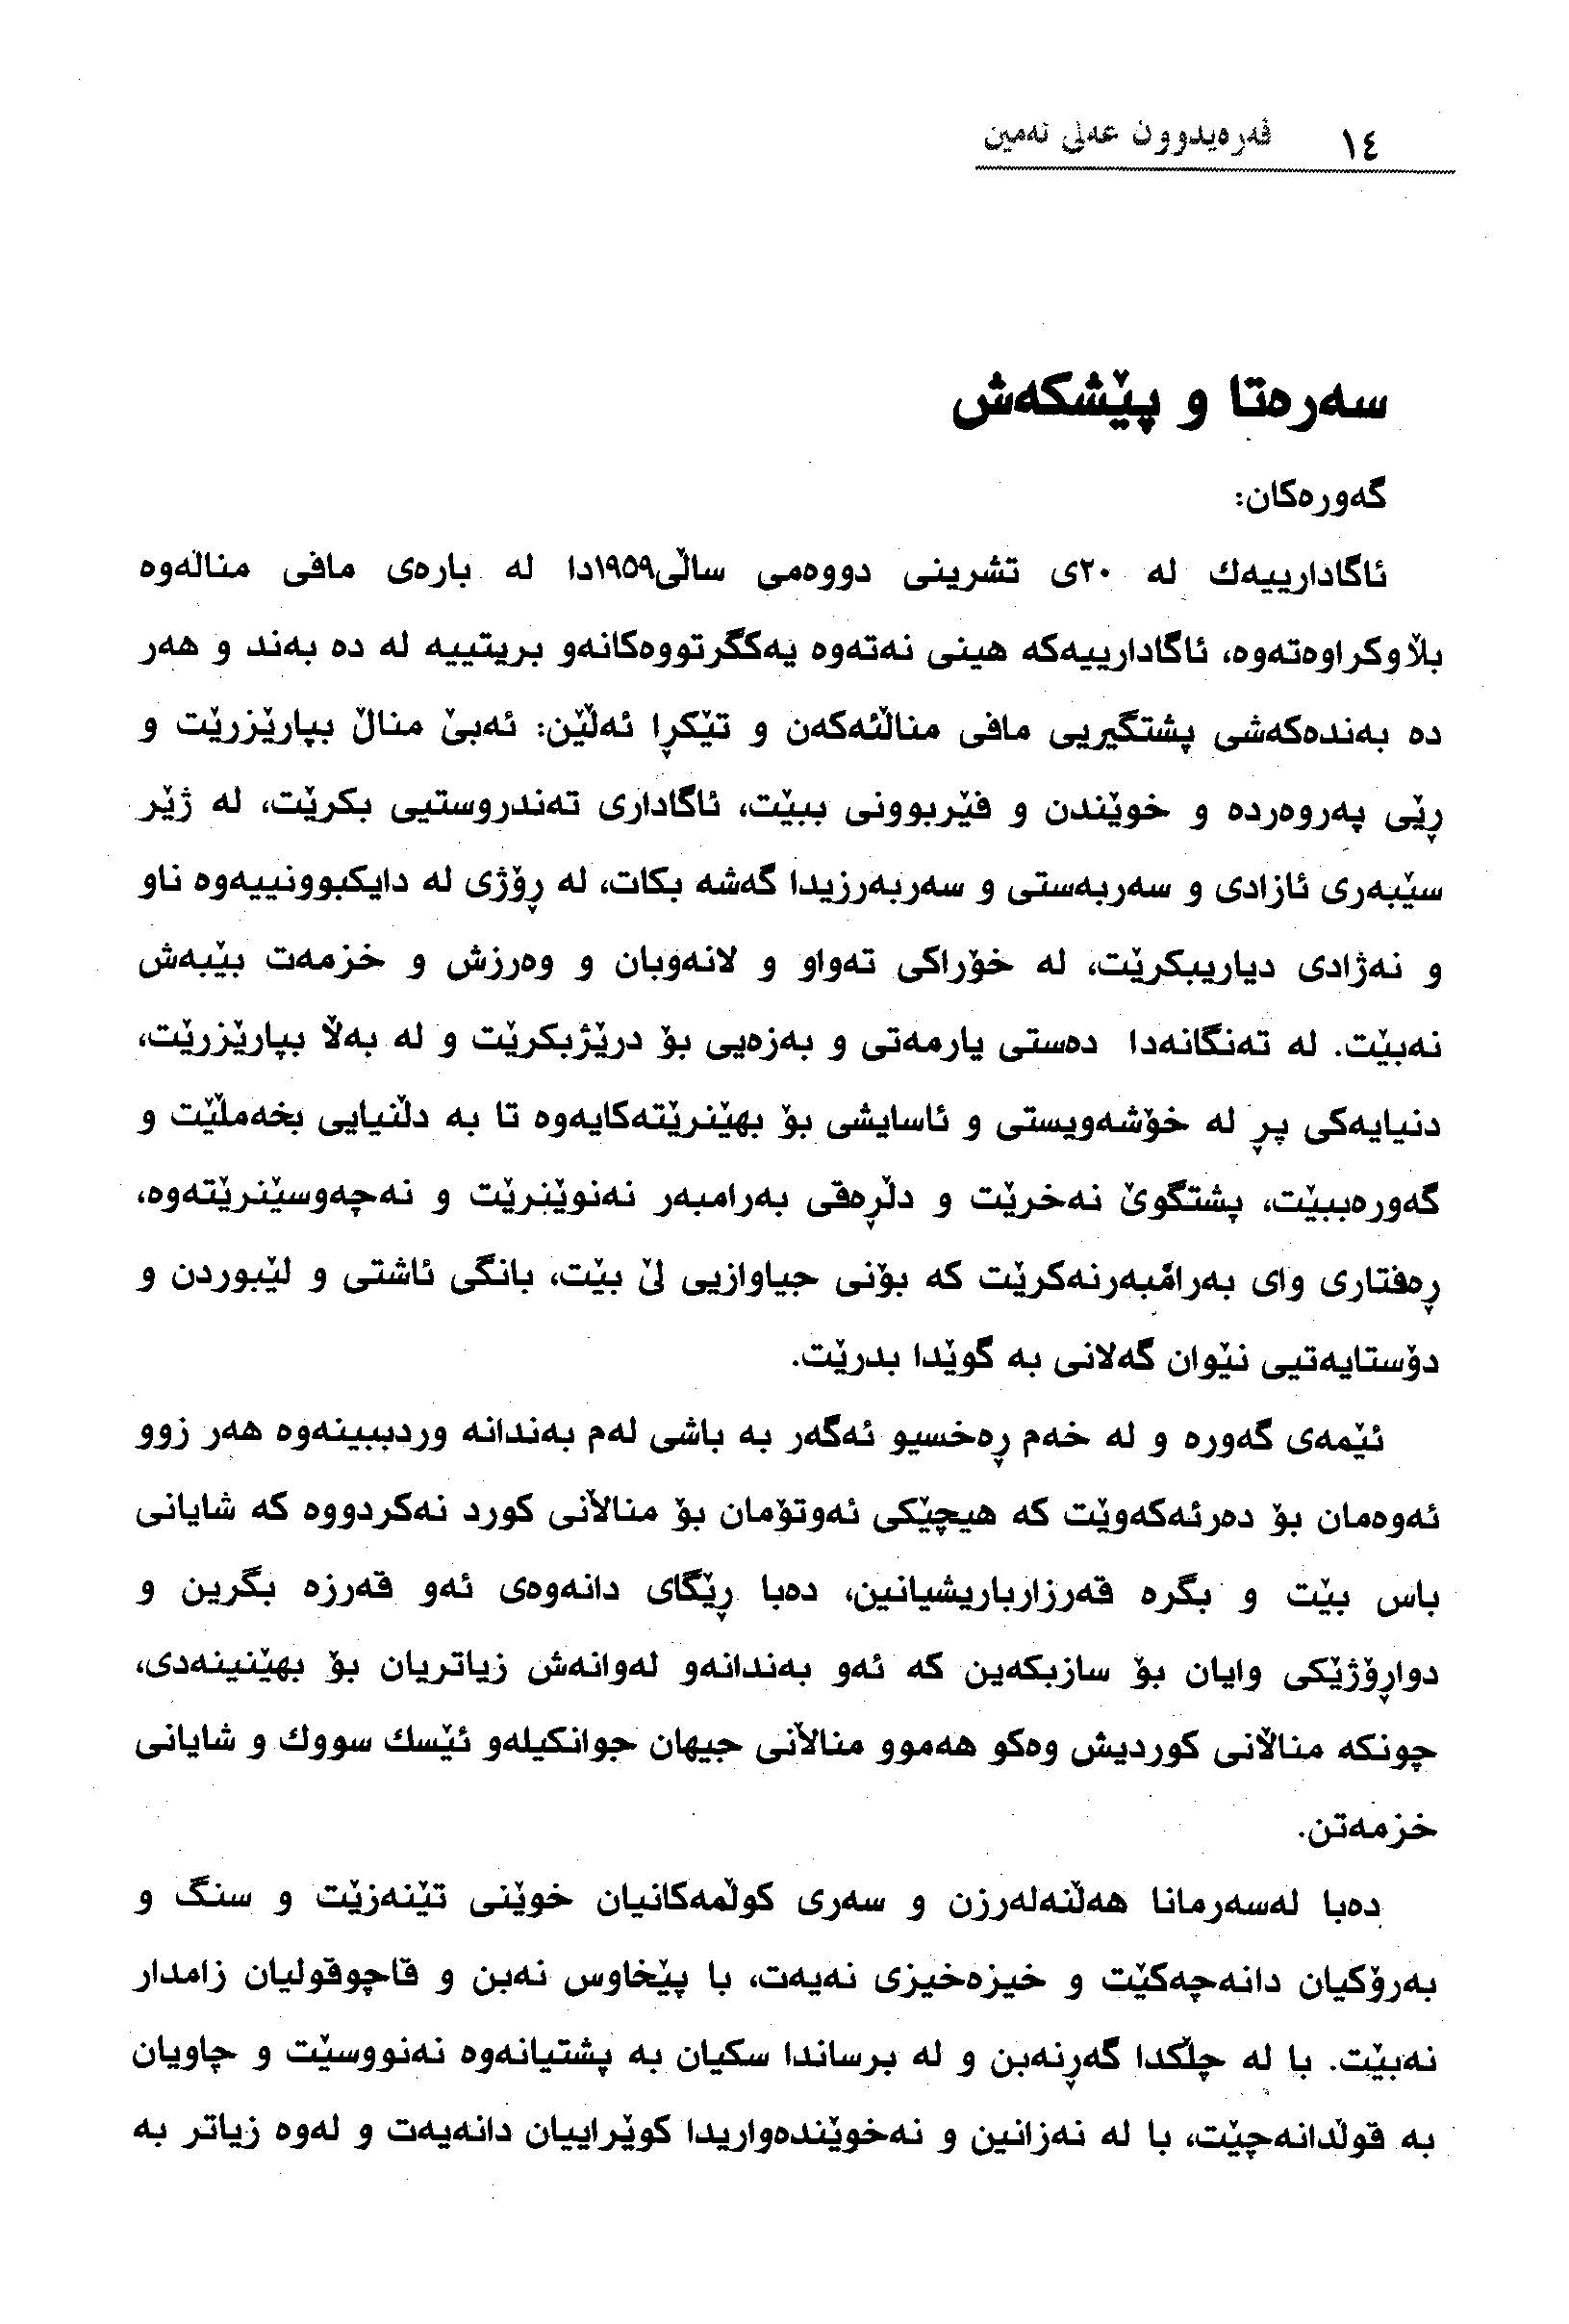 ١٤ فەرەیدوون عەلی ئەمین
سەرەتا و پێشکەش
گەورەکان:
ئاگادارییەك لە ٢٠ی تشرینی دووەمی ساڵی١٩٥٩دا لە بارەی مافی مناڵەوە
بڵاوکراوەتەوە، ئاگادارییەکە هینی نەتەوە یەکگرتووەکانەو بریتییە لە دە بەند و هەر
دە بەندەکەشی پشتگیریی مافی مناڵئەکەن و تێکڕا ئەڵێن: ئەبێ مناڵ بپارێزرێت و
ڕێی پەروەردە و خوێندن و فێربوونی ببێت، ئاگاداری تەندروستیی بکرێت، لە ژێر
سێبەری ئازادی و سەربەستی و سەربەرزیدا گەشە بکات، لە ڕۆژی لە دایکبوونییەوە ناو
و نەژادی دیاریبکرێت، لە خۆراکی تەواو و لانەوبان و وەرزش و خزمەت بێبەش
نەبێت. لە تەنگانەدا دەستی یارمەتی و بەزەیی بۆ درێژبکرێت و لە بەڵا بپارێزرێت،
دنیایەکی پڕ لە خۆشەویستی و ئاسایشی بۆ بهێنرێتەکایەوە تا بە دڵنیایی بخەمڵێت و
گەورەببێت، پشتگوێ نەخرێت و دڵڕەقی بەرامبەر نەنوێنرێت و نەچەوسێنرێتەوە،
ڕەفتاری وای بەرامبەرنەکرێت کە بۆنی جیاوازیی لێ بێت، بانگی ئاشتی و لێبوردن و
دۆستایەتیی نێوان گەلانی بە گوێدا بدرێت.
ئێمەی گەورە و لە خەم ڕەخسیو ئەگەر بە باشی لەم بەندانە وردببینەوە هەر زوو
ئەوەمان بۆ دەرئەکەوێت کە هیچێکی ئەوتۆمان بۆ مناڵانی کورد نەکردووە کە شایانی
باس بێت و بگرە قەرزارباریشیانین، دەبا ڕێگای دانەوەی ئەو قەرزە بگرین و
دواڕۆژێکی وایان بۆ سازبکەین کە ئەو بەندانەو لەوانەش زیاتریان بۆ بهێنینەدی،
چونکە مناڵانی کوردیش وەکو هەموو مناڵانی جیهان جوانکیلەو ئێسك سووك و شایانی
خزمەتن.
دەبا لەسەرمانا هەڵنەلەرزن و سەری کوڵمەکانیان خوێنی تێنەزێت و سنگ و
بەرۆکیان دانەچەکێت و خیزەخیزی نەیەت، با پێخاوس نەبن و قاچوقولیان زامدار
نەبێت. با لە چڵکدا گەڕنەبن و لە برساندا سکیان بە پشتیانەوە نەنووسێت و چاویان
بە قوڵدانەچێت، با لە نەزانین و نەخوێندەواریدا کوێراییان دانەیەت و لەوە زیاتر بە